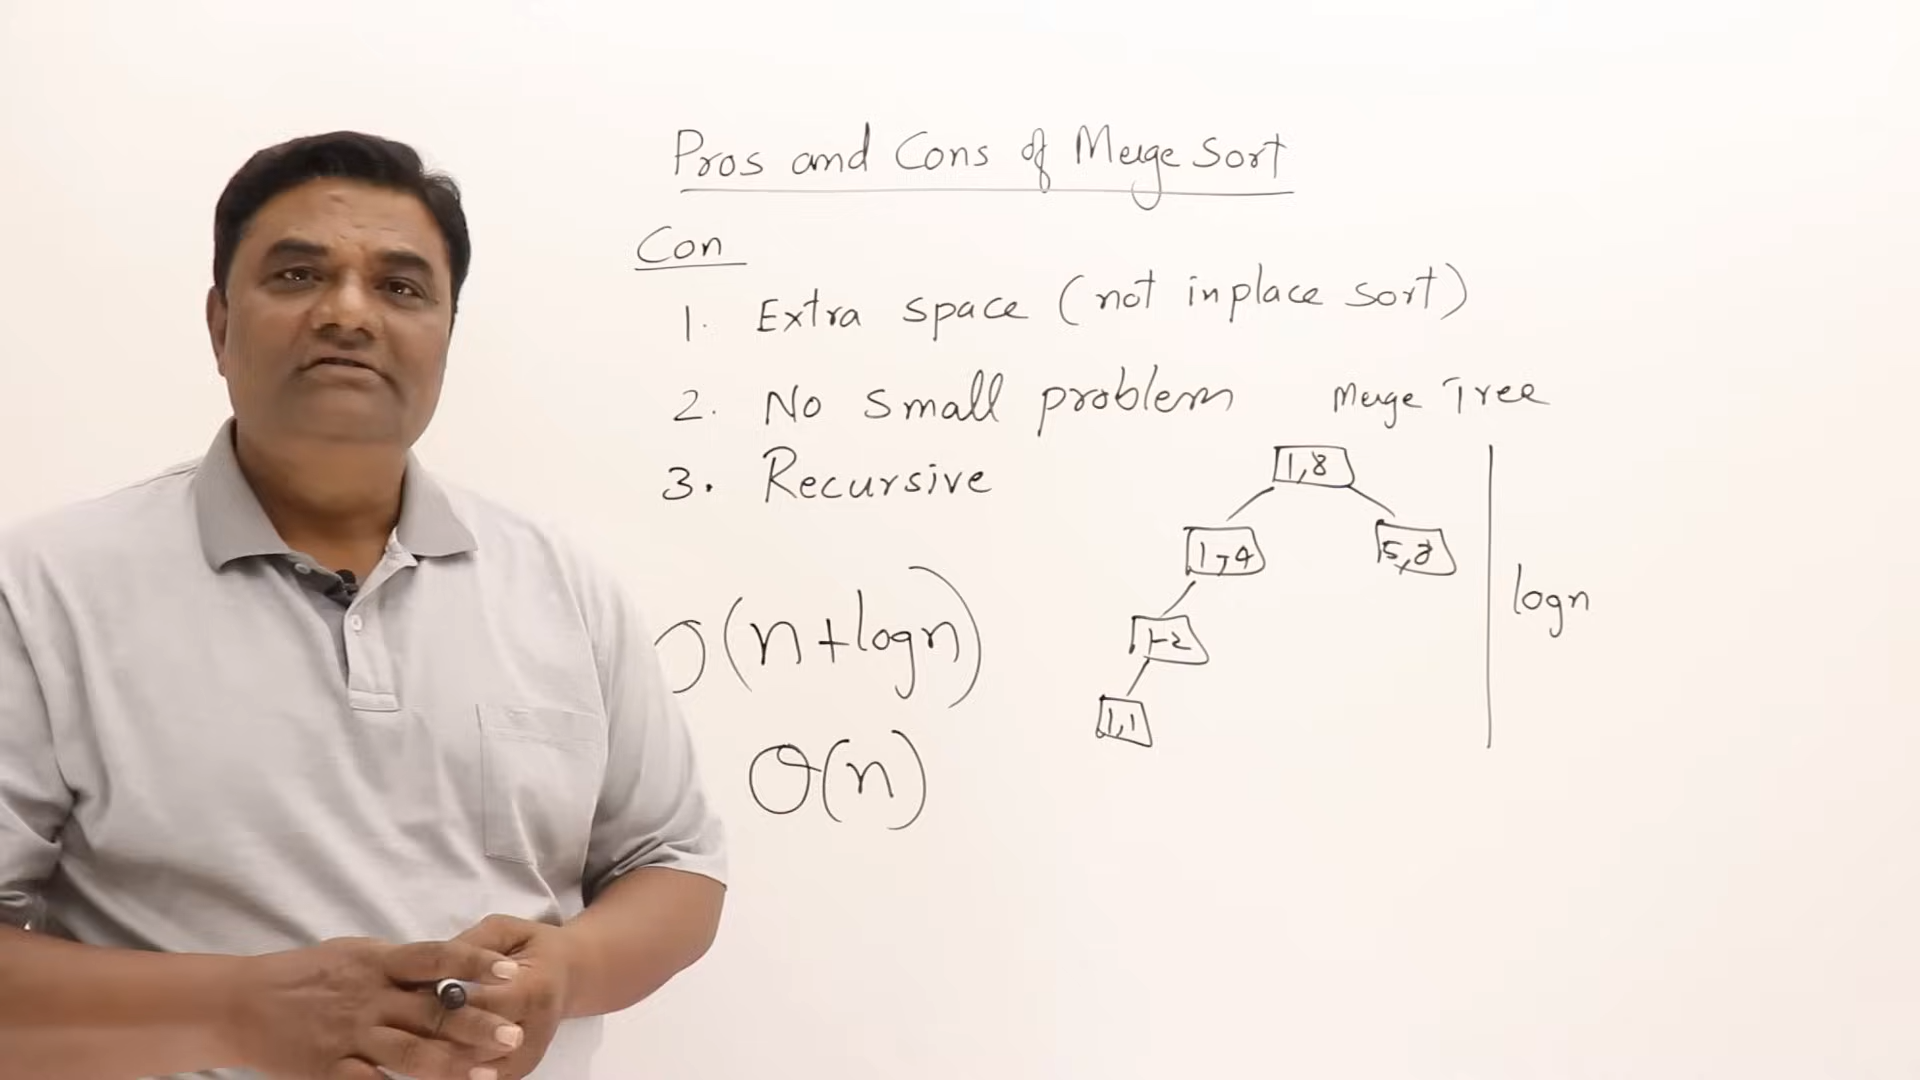 Pros and Cons of Merge Sort
Con
1. Extra space (not inplace sort)
2. No small problem
3. Recursive
O(n+logn)
O(n)
Merge Tree
1,8
1,4
5,8
1,2
1,1
logn